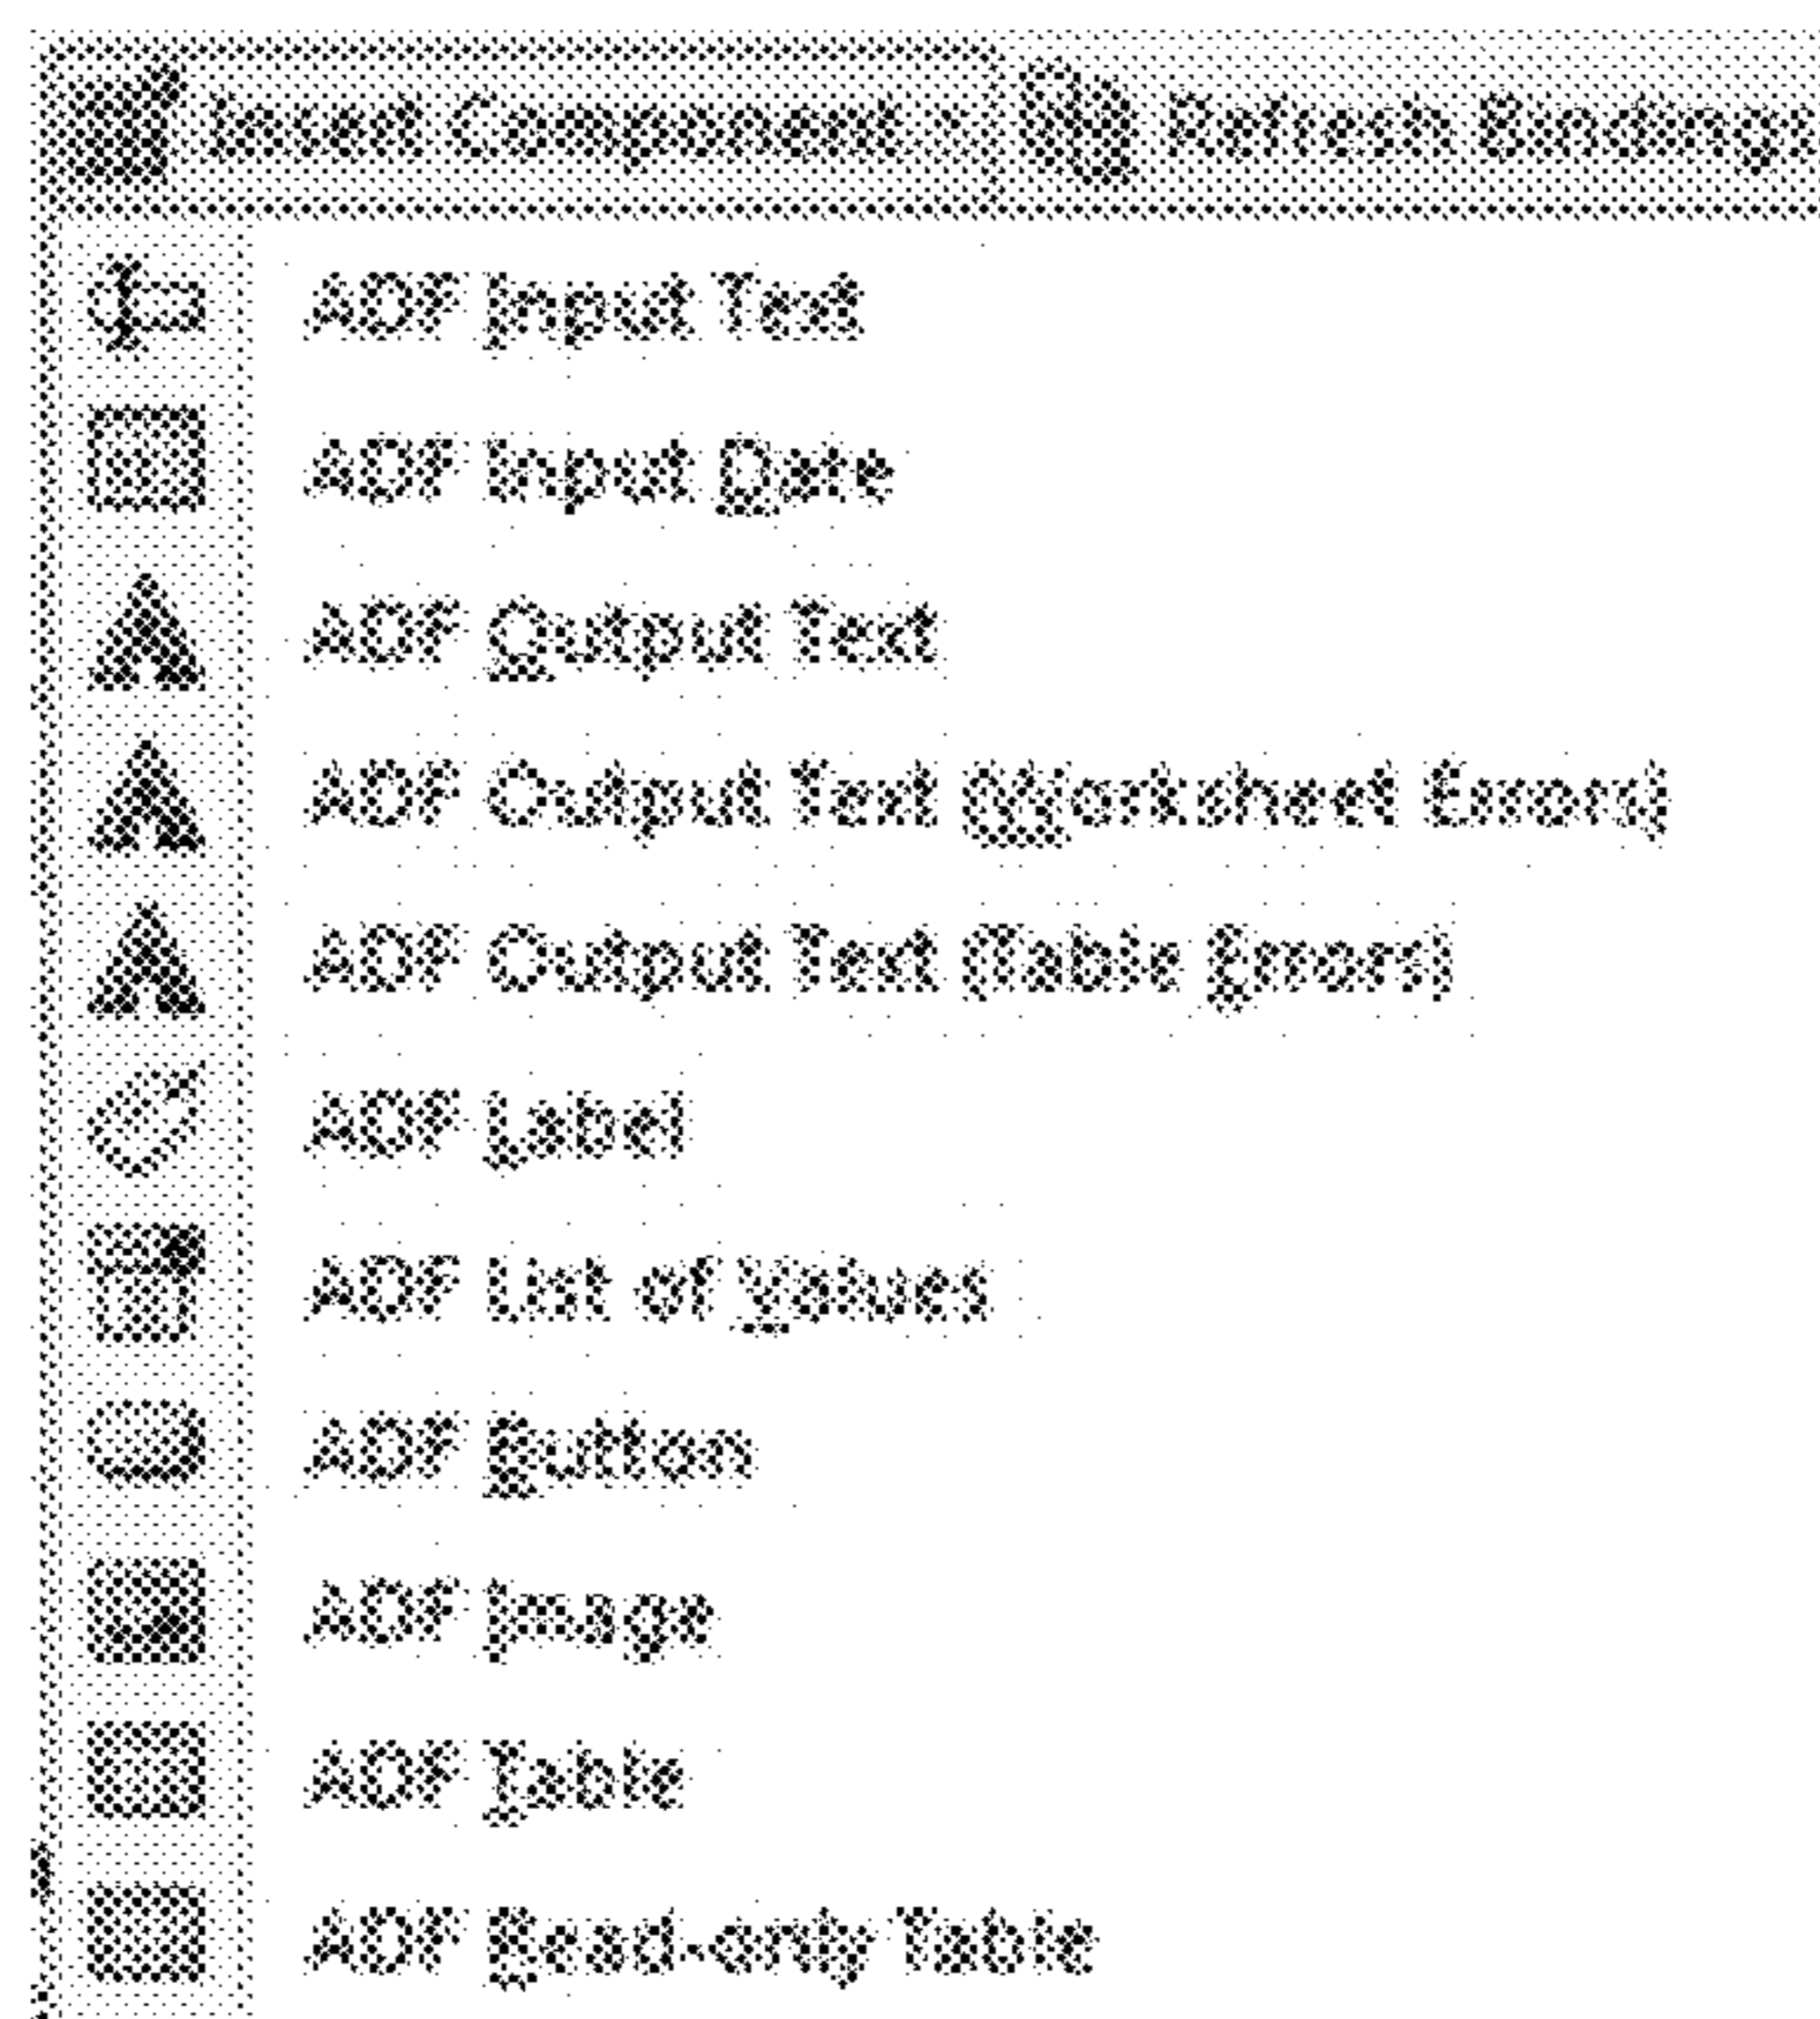 Insert Component Refresh Bindings
ADF Input Text
ADF Input Date
ADF Output Text
ADF Output Text (Worksheet Errors)
ADF Output Text (Table Errors)
ADF Label
ADF List of Values
ADF Button
ADF Image
ADF Table
ADF Read-only Table